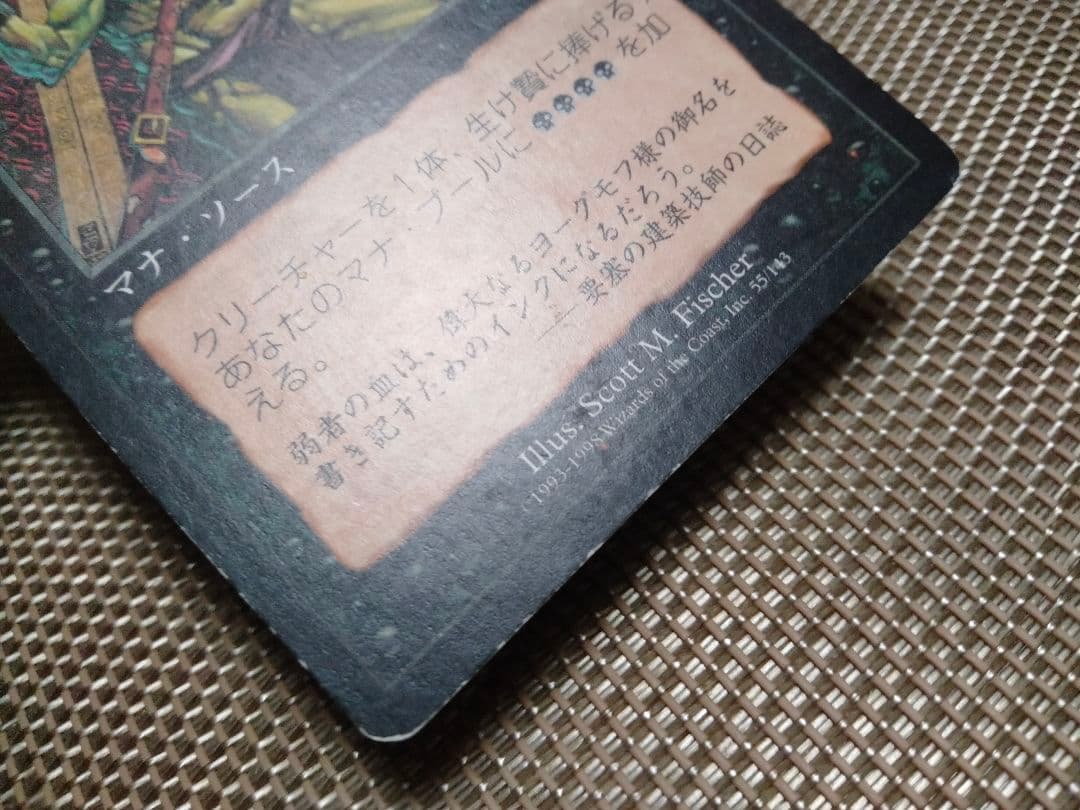 マナ・ソース
クリーチャーを１体、生け贄に捧げる
あなたのマナ・プールに を加
える。
弱者の血は、偉大なるヨーグモフ様の御名を
書き記すためのインクになるだろう。
――要塞の建築技師の日誌
Illus. Scott M. Fischer
©1993-1998 Wizards of the Coast, Inc. 55/143